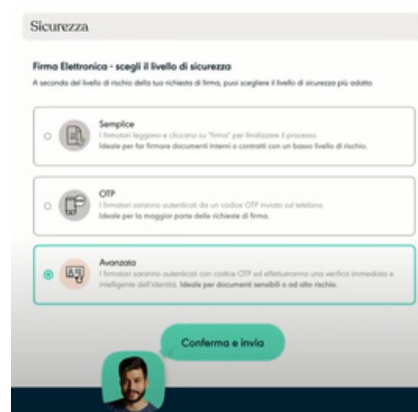 Sicurezza
Firma Elettronica - scegli il livello di sicurezza
A seconda del livello di rischio della tua richiesta di firma, puoi scegliere il livello di sicurezza più adatto.
Semplice
I firmatari leggono e cliccano su "firma" per finalizzare il processo.
Ideale per far firmare documenti interni o contratti con un basso livello di rischio.
OTP
I firmatari saranno autenticati da un codice OTP inviato sul telefono.
Ideale per la maggior parte delle richieste di firma.
Avanzata
I firmatari saranno autenticati con codice OTP ed effettueranno una verifica immediata e
intelligente dell'identità. Ideale per documenti sensibili o ad alto rischio.
Conferma e invia